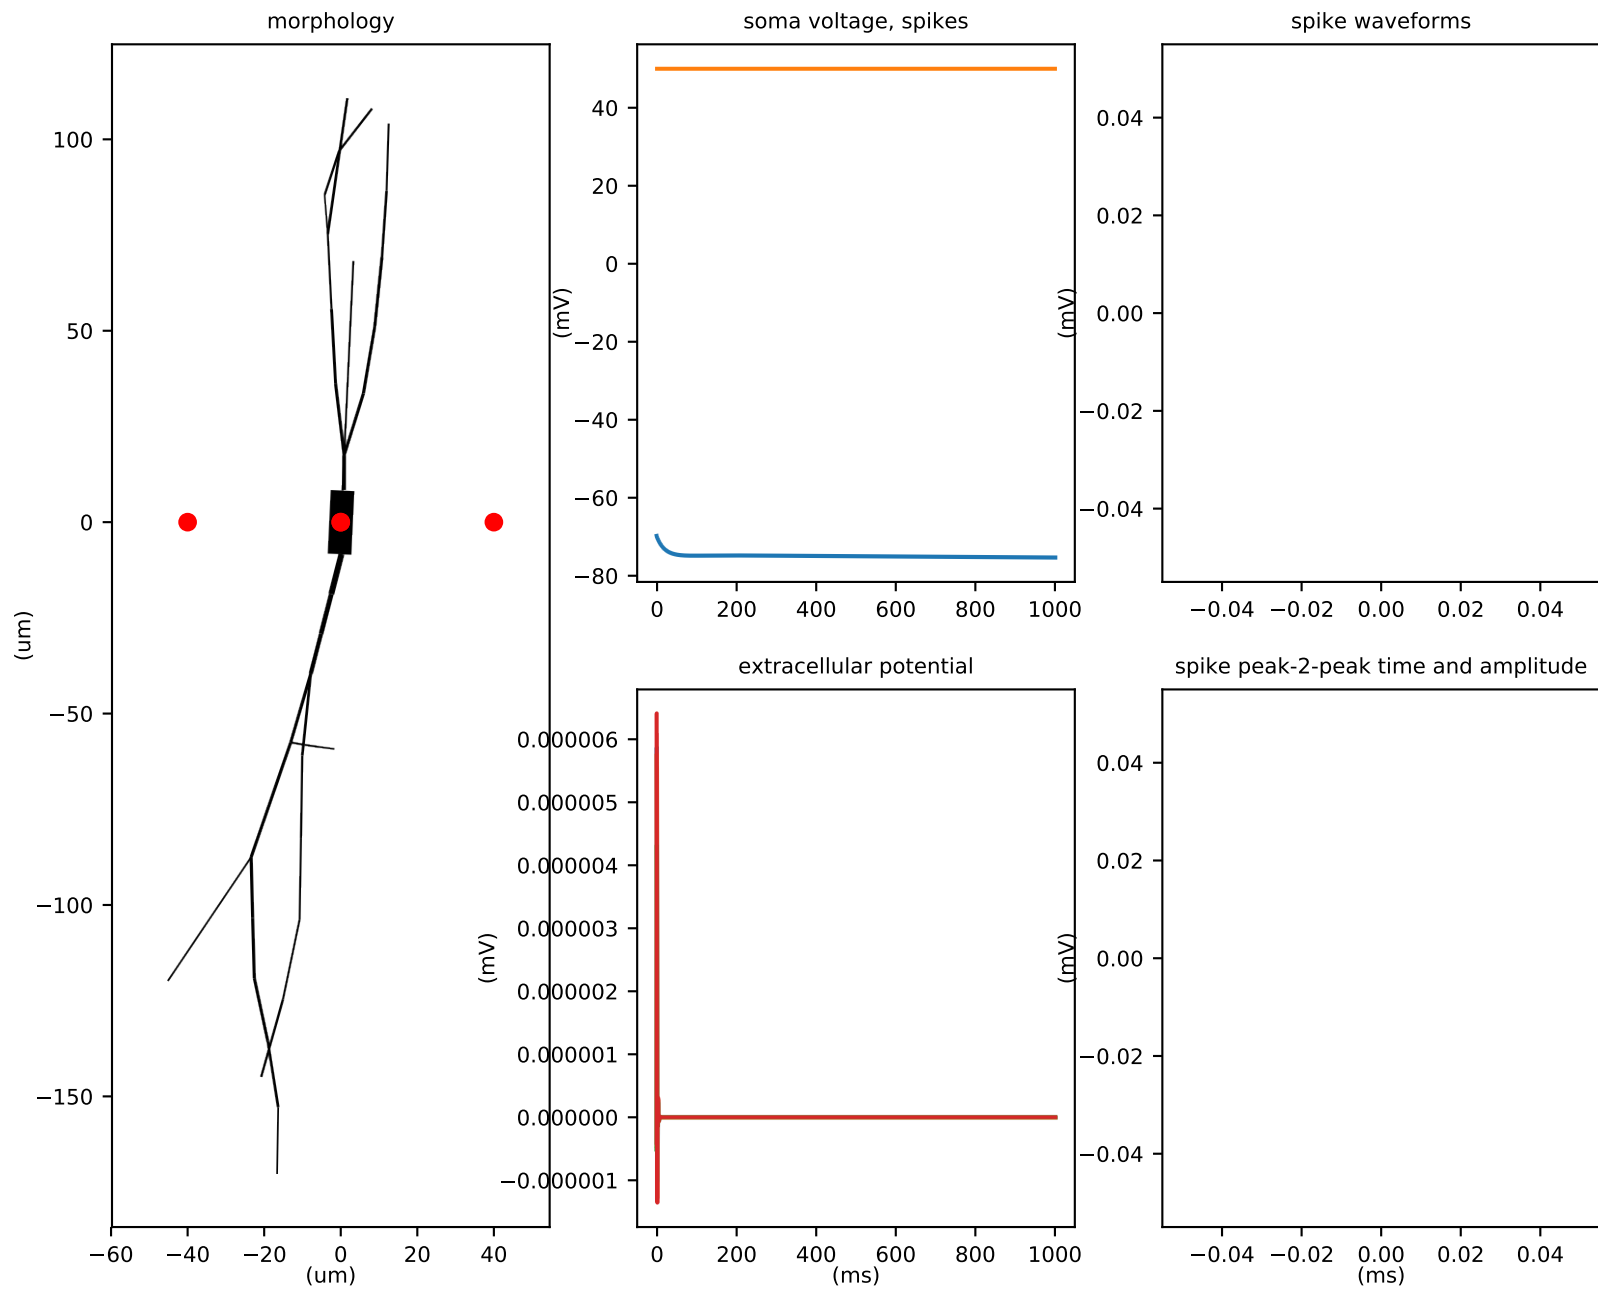 morphology
100
50
0
−50
−100
−150
(um)
−60 −40 −20 0 20 40
(um)
soma voltage, spikes
40
20
0
−20
−40
−60
−80
(mV)
0 200 400 600 800 1000
spike waveforms
0.04
0.02
0.00
−0.02
−0.04
(mV)
−0.04 −0.02 0.00 0.02 0.04
extracellular potential
0.000006
0.000005
0.000004
0.000003
0.000002
0.000001
0.000000
−0.000001
(mV)
0 200 400 600 800 1000
(ms)
spike peak-2-peak time and amplitude
0.04
0.02
0.00
−0.02
−0.04
(mV)
−0.04 −0.02 0.00 0.02 0.04
(ms)